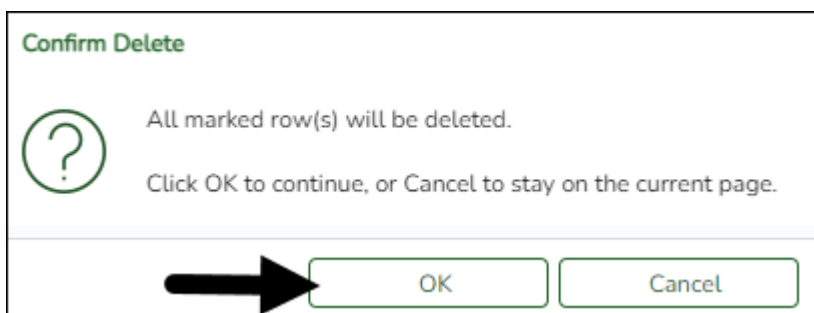 Confirm Delete
All marked row(s) will be deleted.
Click OK to continue, or Cancel to stay on the current page.
OK
Cancel